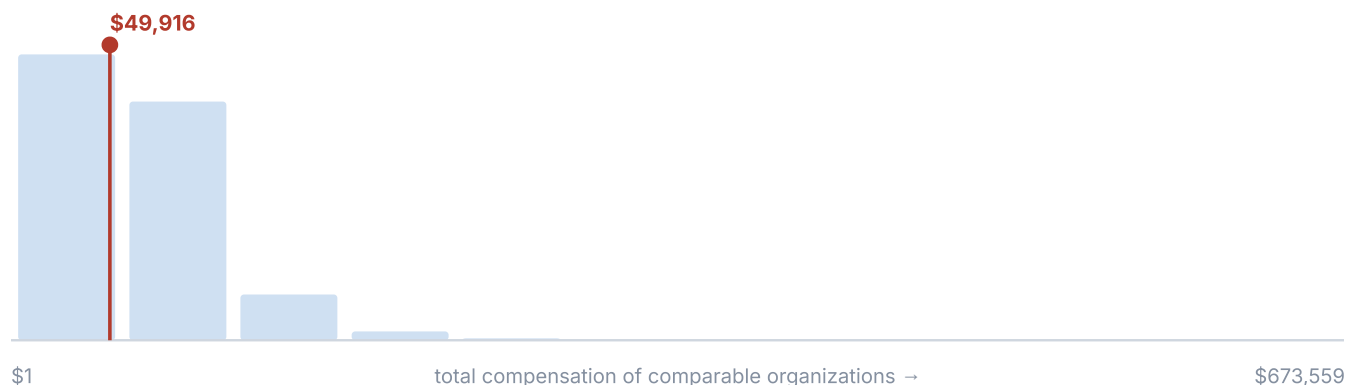 $49,916
$1 total compensation of comparable organizations → $673,559